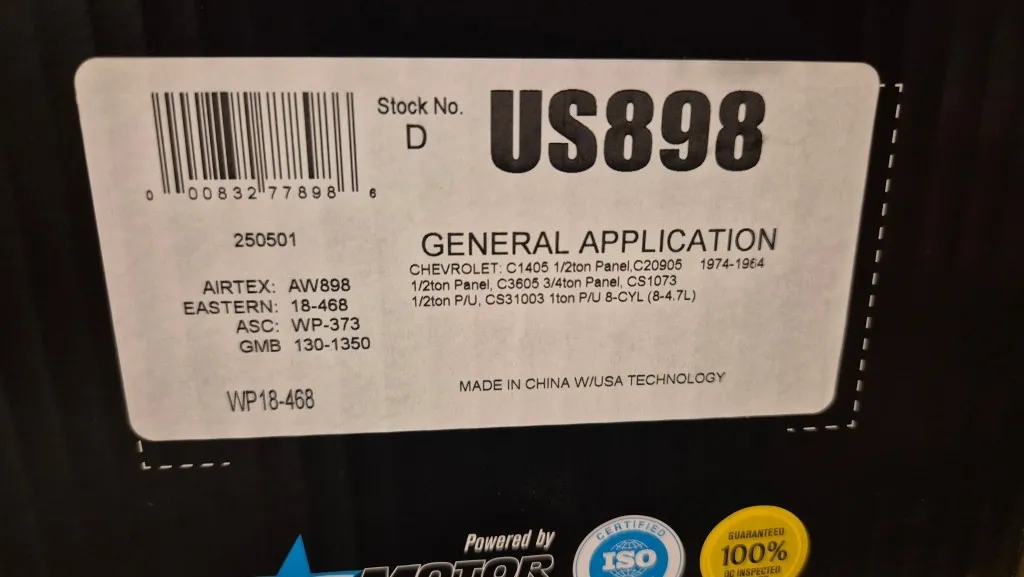 Stock No.
D
US898
0 00832 77898 6
250501
AIRTEX: AW898
EASTERN: 18-468
ASC: WP-373
GMB 130-1350
WP18-468
GENERAL APPLICATION
CHEVROLET: C1405 1/2ton Panel,C20905 1974-1964
1/2ton Panel, C3605 3/4ton Panel, CS1073
1/2ton P/U, CS31003 1ton P/U 8-CYL (8-4.7L)
MADE IN CHINA W/USA TECHNOLOGY
Powered by
MOTOR
CERTIFIED
ISO
GUARANTEED
100%
QC INSPECTED